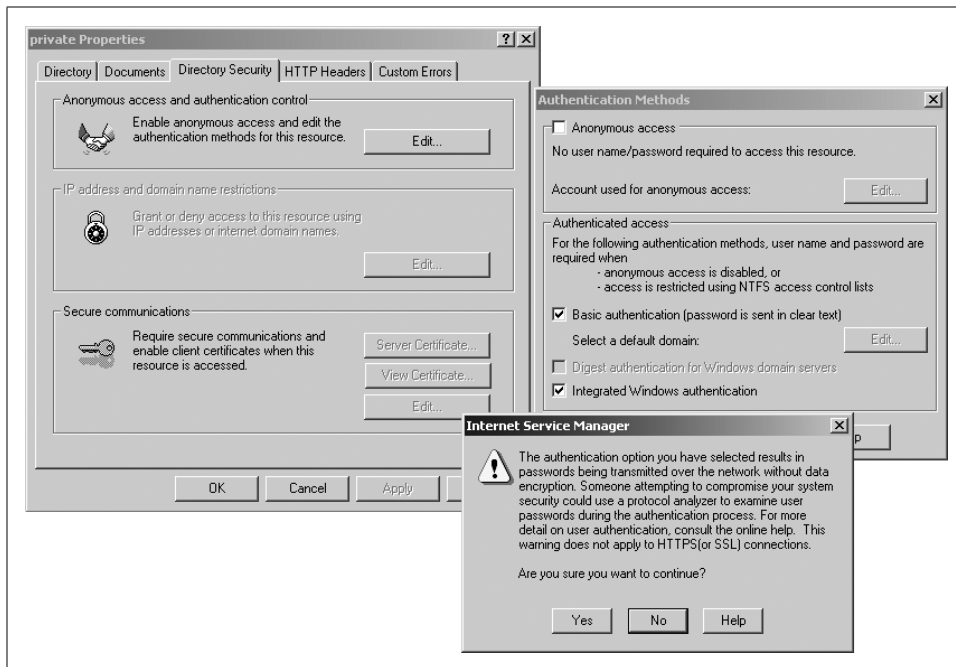 private Properties
Directory
Documents
Directory Security
HTTP Headers
Custom Errors
Anonymous access and authentication control
Enable anonymous access and edit the
authentication methods for this resource.
Edit...
IP address and domain name restrictions
Grant or deny access to this resource using
IP addresses or internet domain names.
Edit...
Secure communications
Require secure communications and
enable client certificates when this
resource is accessed.
Server Certificate...
View Certificate...
Edit...
OK
Cancel
Apply
Authentication Methods
Anonymous access
No user name/password required to access this resource.
Account used for anonymous access:
Edit...
Authenticated access
For the following authentication methods, user name and password are
required when
- anonymous access is disabled, or
- access is restricted using NTFS access control lists
Basic authentication (password is sent in clear text)
Select a default domain:
Edit...
Digest authentication for Windows domain servers
Integrated Windows authentication
p
Internet Service Manager
The authentication option you have selected results in
passwords being transmitted over the network without data
encryption. Someone attempting to compromise your system
security could use a protocol analyzer to examine user
passwords during the authentication process. For more
detail on user authentication, consult the online help. This
warning does not apply to HTTPS(or SSL) connections.
Are you sure you want to continue?
Yes
No
Help